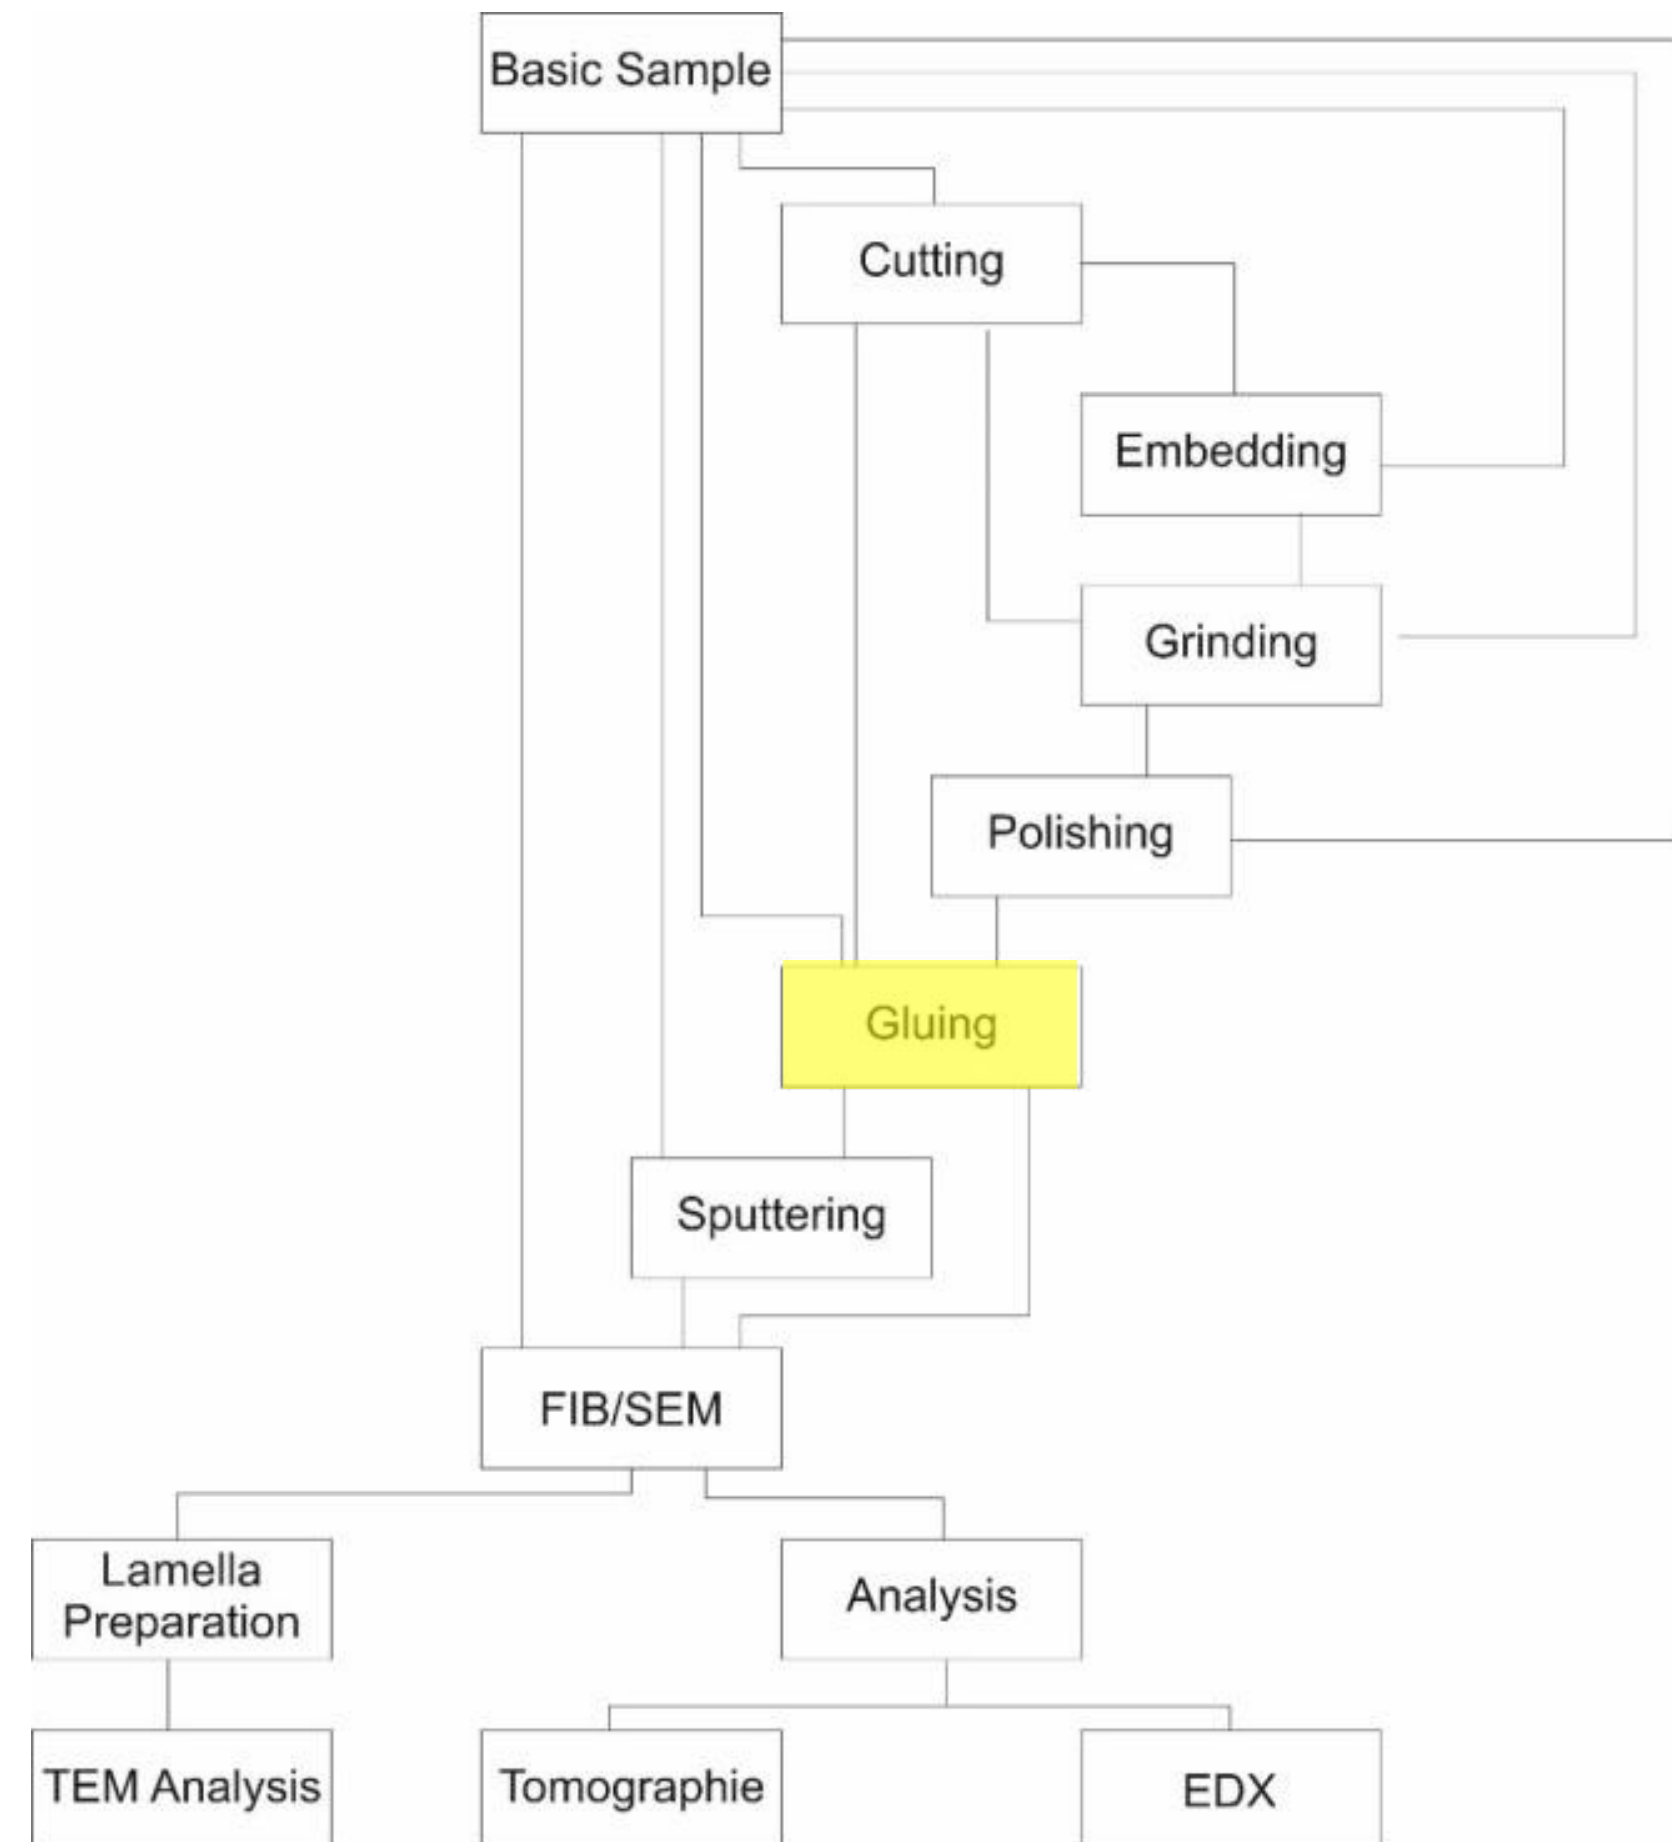 Basic Sample
Cutting
Embedding
Grinding
Polishing
Gluing
Sputtering
FIB/SEM
Lamella
Preparation
Analysis
TEM Analysis
Tomographie
EDX